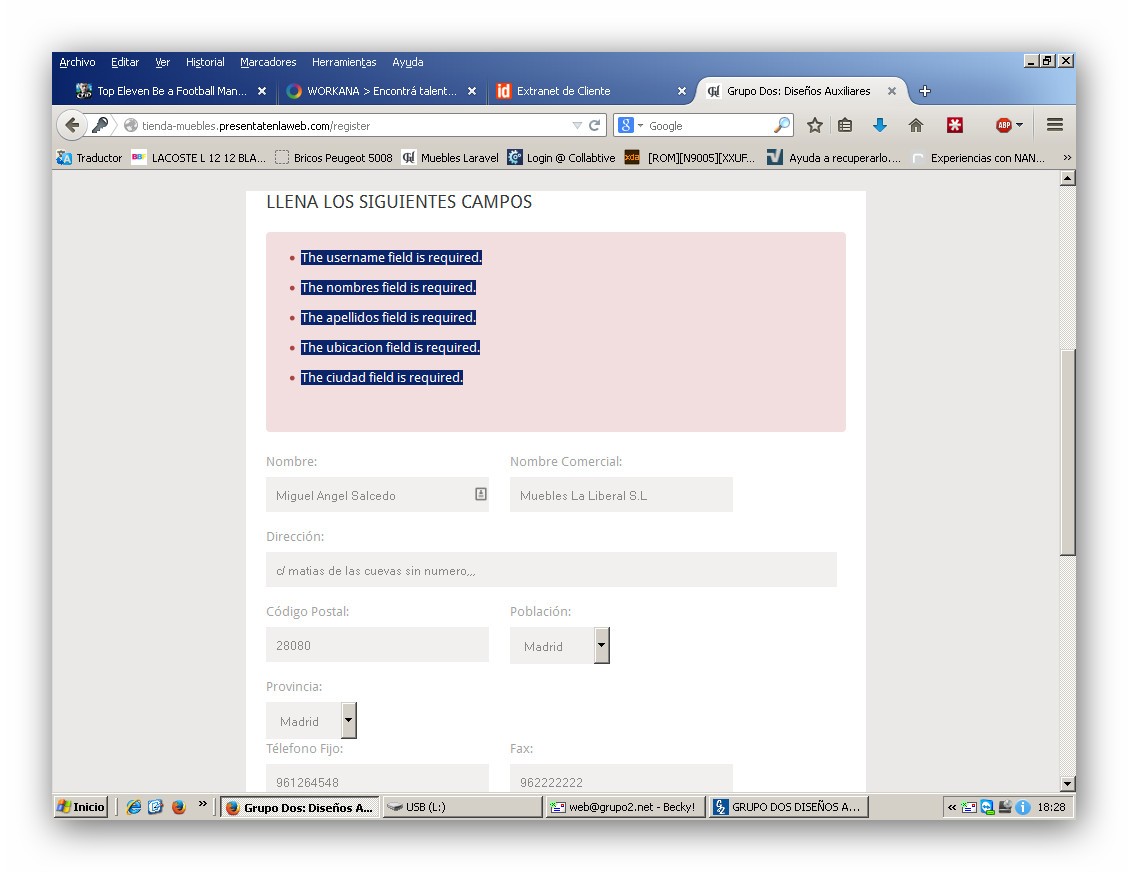 Archivo Editar Ver Historial Marcadores Herramientas Ayuda
Top Eleven Be a Football Man... WORKANA > Encontrá talent... Extranet de Cliente Grupo Dos: Diseños Auxiliares
tienda-muebles.presentatenlaweb.com/register Google ABP
Traductor LACOSTE L 12 12 BLA... Bricos Peugeot 5008 Muebles Laravel Login @ Collabtive [ROM][N9005][XXUF... Ayuda a recuperarlo.... Experiencias con NAN... »
LLENA LOS SIGUIENTES CAMPOS
• The username field is required.
• The nombres field is required.
• The apellidos field is required.
• The ubicacion field is required.
• The ciudad field is required.
Nombre: Nombre Comercial:
Miguel Angel Salcedo Muebles La Liberal S.L
Dirección:
c/ matias de las cuevas sin numero,,,
Código Postal: Población:
28080 Madrid
Provincia:
Madrid
Télefono Fijo: Fax:
961264548 962222222
Inicio » Grupo Dos: Diseños A... USB (L:) web@grupo2.net - Becky! GRUPO DOS DISEÑOS A... « 18:28